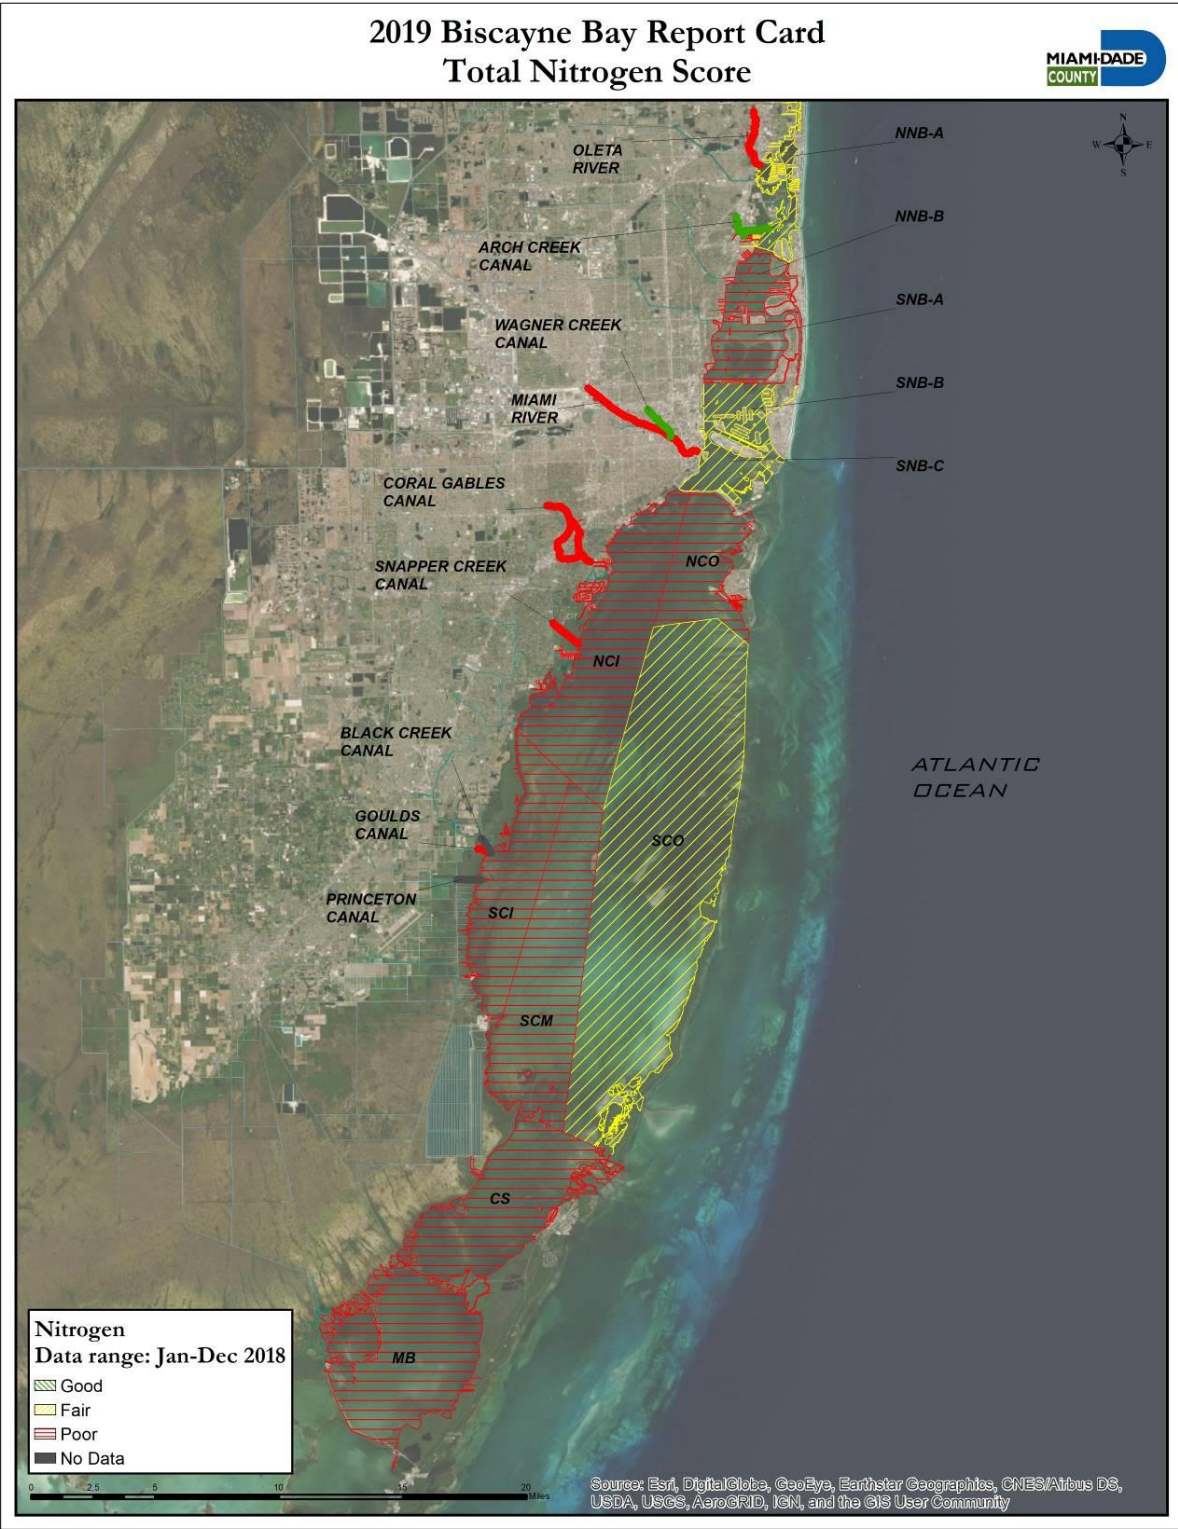 2019 Biscayne Bay Report Card
Total Nitrogen Score
MIAMI-DADE
COUNTY
N
W
E
S
OLETA
RIVER
NNB-A
NNB-B
ARCH CREEK
CANAL
SNB-A
WAGNER CREEK
CANAL
SNB-B
MIAMI
RIVER
SNB-C
CORAL GABLES
CANAL
NCO
SNAPPER CREEK
CANAL
NCI
BLACK CREEK
CANAL
ATLANTIC
OCEAN
GOULDS
CANAL
SCO
PRINCETON
CANAL
SCI
SCM
CS
MB
Nitrogen
Data range: Jan-Dec 2018
Good
Fair
Poor
No Data
0 2.5 5 10 15 20
Miles
Source: Esri, DigitalGlobe, GeoEye, Earthstar Geographics, CNES/Airbus DS,
USDA, USGS, AeroGRID, IGN, and the GIS User Community